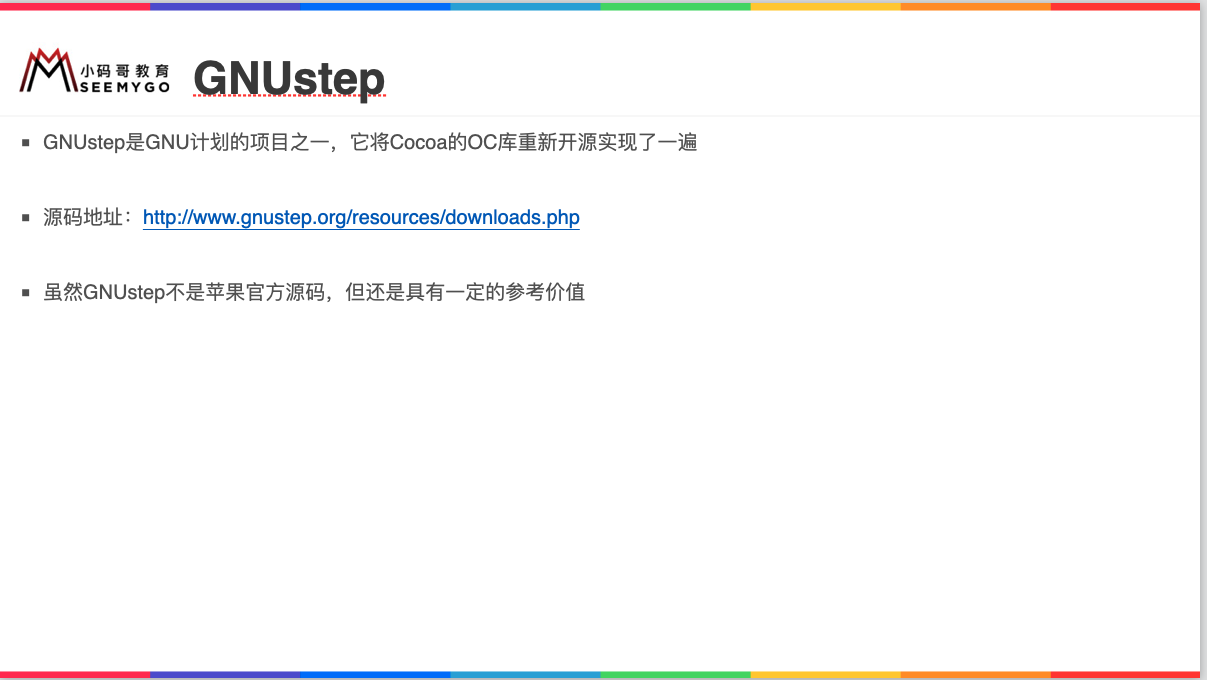 小码哥教育
SEEMYGO
GNUstep
▪ GNUstep是GNU计划的项目之一，它将Cocoa的OC库重新开源实现了一遍
▪ 源码地址：http://www.gnustep.org/resources/downloads.php
▪ 虽然GNUstep不是苹果官方源码，但还是具有一定的参考价值